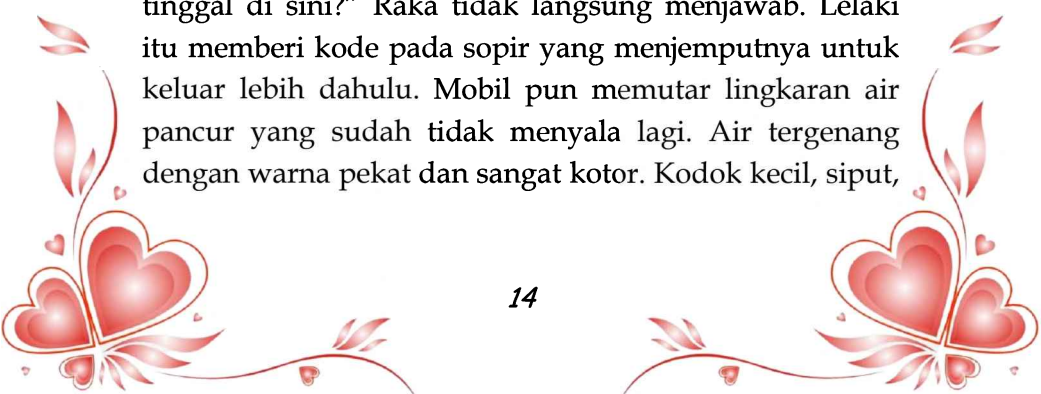 tinggal di sini?" Raka tidak langsung menjawab. Lelaki
itu memberi kode pada sopir yang menjemputnya untuk
keluar lebih dahulu. Mobil pun memutar lingkaran air
pancur yang sudah tidak menyala lagi. Air tergenang
dengan warna pekat dan sangat kotor. Kodok kecil, siput,
14